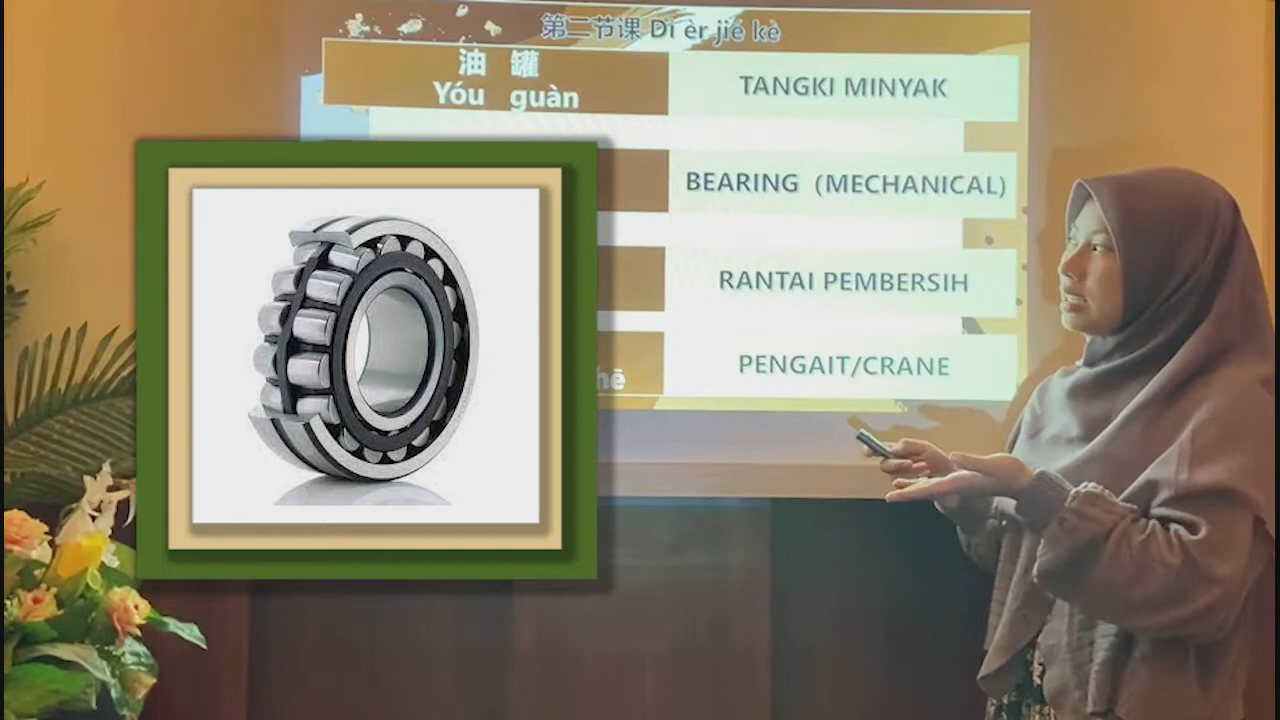 第二节课 Dì èr jié kè
油 罐
Yóu guàn
TANGKI MINYAK
BEARING (MECHANICAL)
RANTAI PEMBERSIH
PENGAIT/CRANE